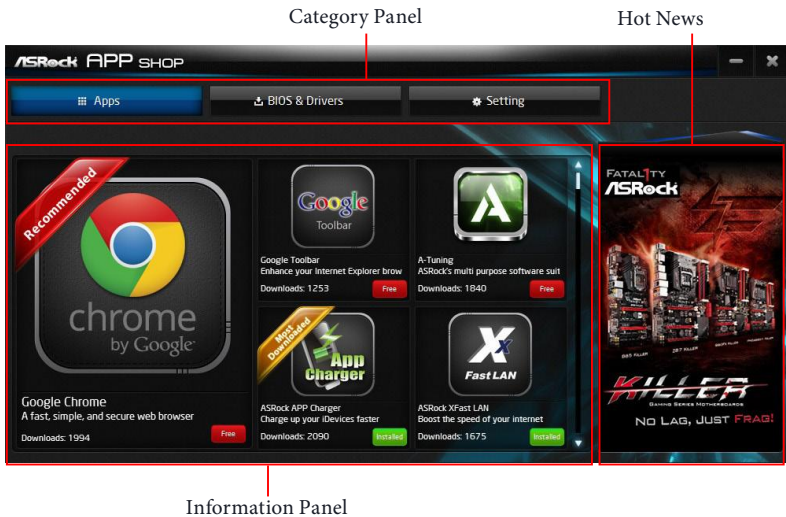 Category Panel
Hot News
ASRock APP SHOP
Apps
BIOS & Drivers
Setting
Recommended
chrome
by Google
Google Chrome
A fast, simple, and secure web browser
Downloads: 1994
Free
Google
Toolbar
Google Toolbar
Enhance your Internet Explorer brow
Downloads: 1253
Free
A-Tuning
ASRock's multi purpose software suit
Downloads: 1840
Free
Most
Downloaded
App
Charger
ASRock APP Charger
Charge up your iDevices faster
Downloads: 2090
Installed
X
Fast LAN
ASRock XFast LAN
Boost the speed of your internet
Downloads: 1675
Installed
FATAL1TY
ASRock
KILLER
GAMING SERIES MOTHERBOARDS
NO LAG, JUST FRAG!
Information Panel